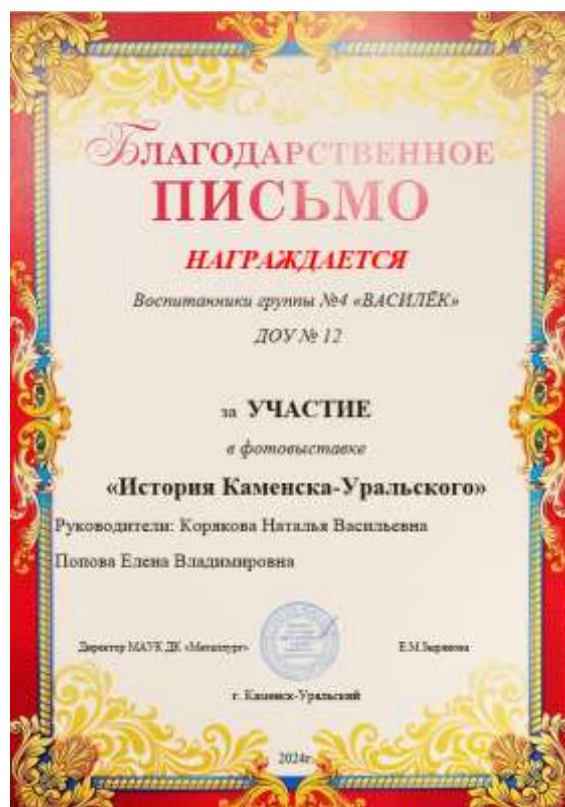 БЛАГОДАРСТВЕННОЕ
ПИСЬМО
НАГРАЖДАЕТСЯ
Воспитанники группы №4 «ВАСИЛЁК»
ДОУ № 12
за УЧАСТИЕ
в фотовыставке
«История Каменска-Уральского»
Руководители: Корякова Наталья Васильевна
Попова Елена Владимировна
Директор МАУК ДК «Металлург» Е.М.
г. Каменск-Уральский
2024г.